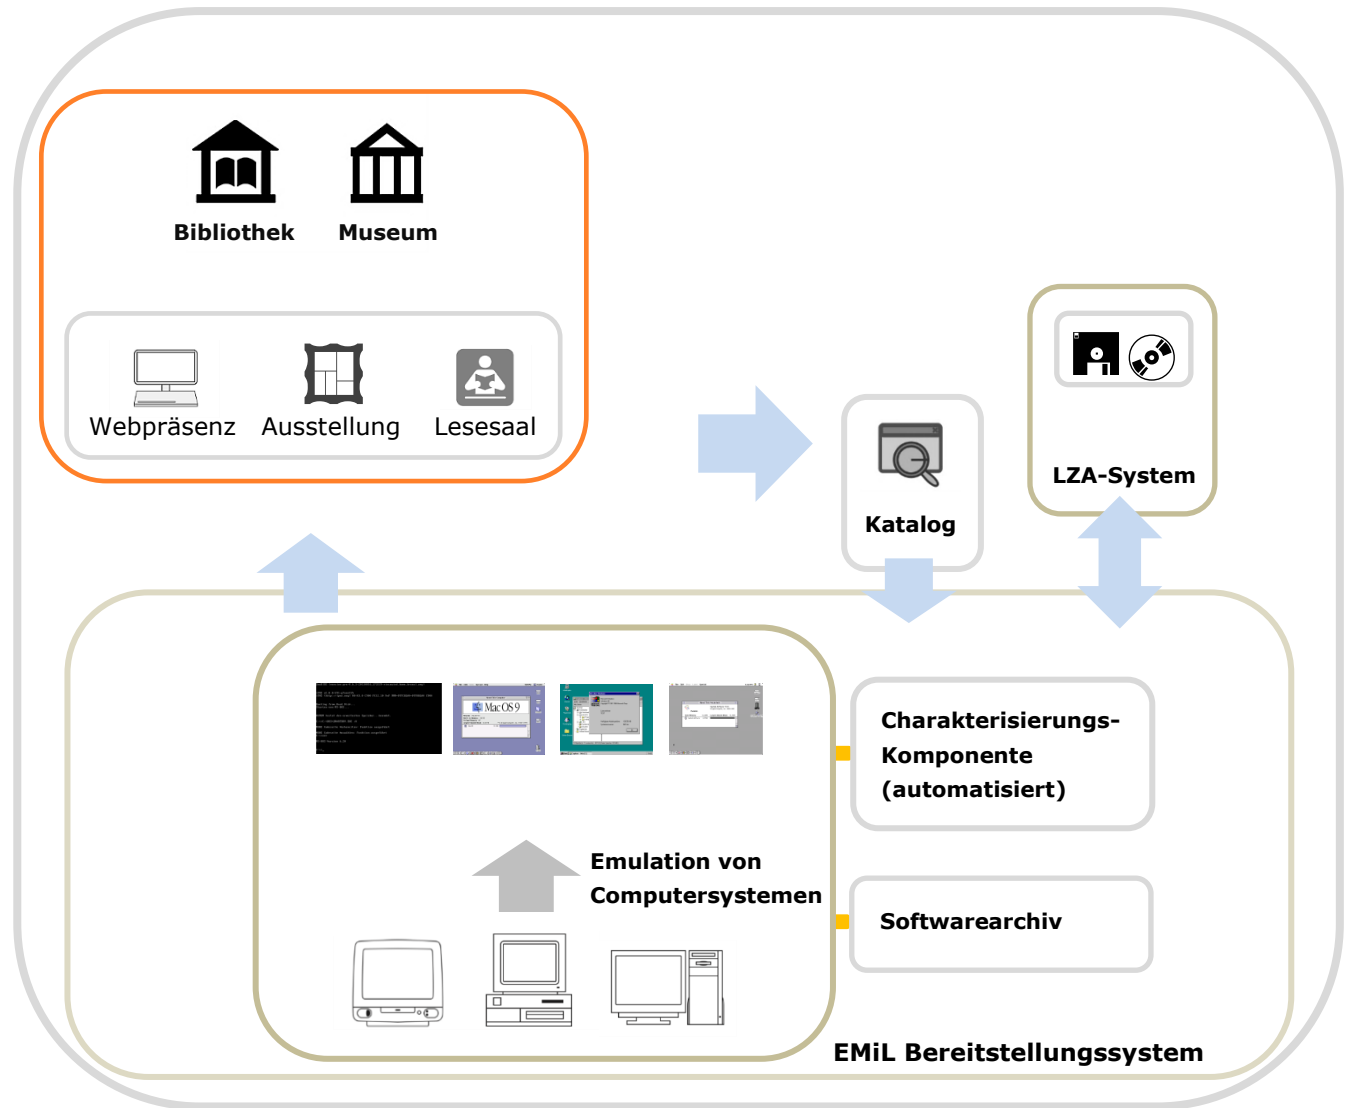 Bibliothek Museum
Webpräsenz Ausstellung Lesesaal
LZA-System
Katalog
Mac OS 9
Charakterisierungs-
Komponente
(automatisiert)
Emulation von
Computersystemen
Softwarearchiv
EMiL Bereitstellungssystem